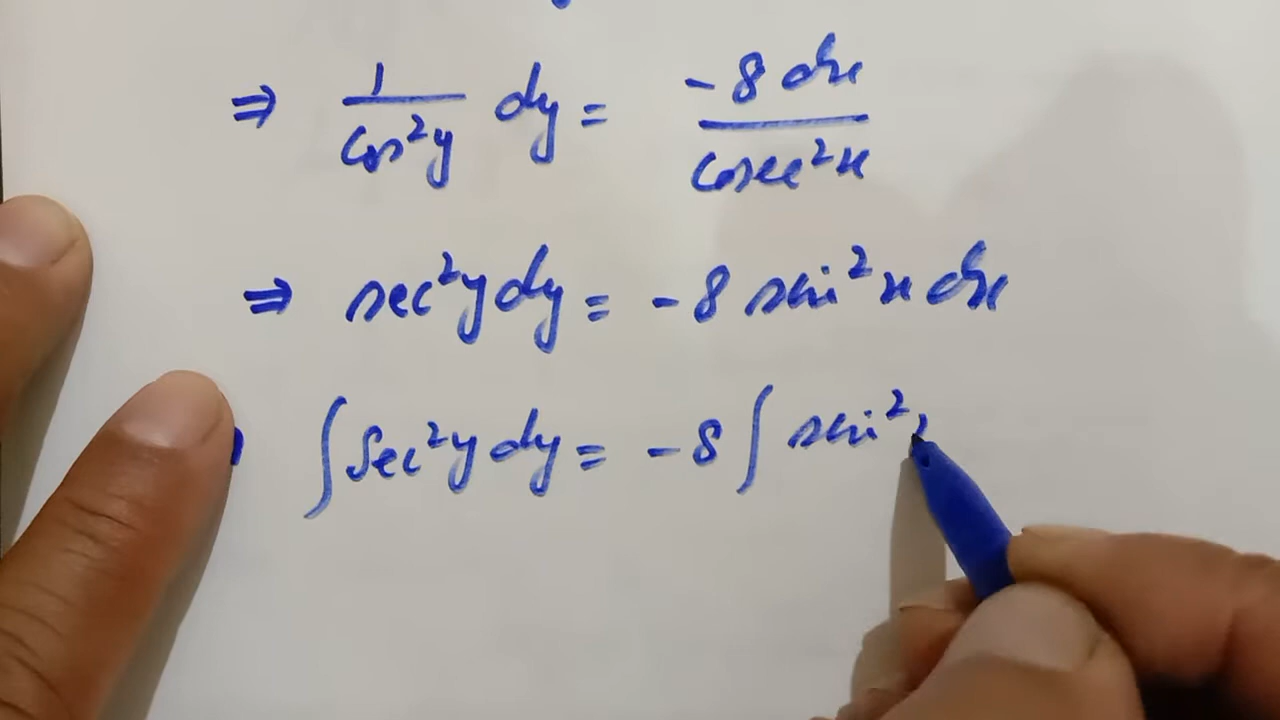 ⇒ 1/cos²y dy = -8 dx/cosec²x
⇒ sec²y dy = -8 sin²x dx
∫ sec²y dy = -8 ∫ sin²